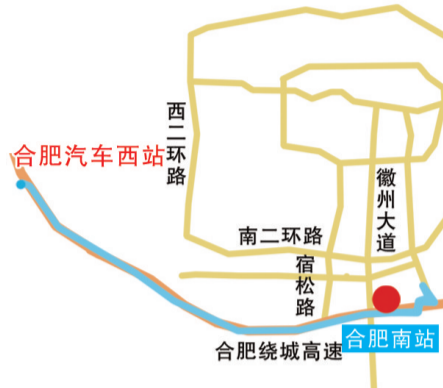 西二环路
合肥汽车西站
徽州大道
南二环路
宿松路
合肥南站
合肥绕城高速